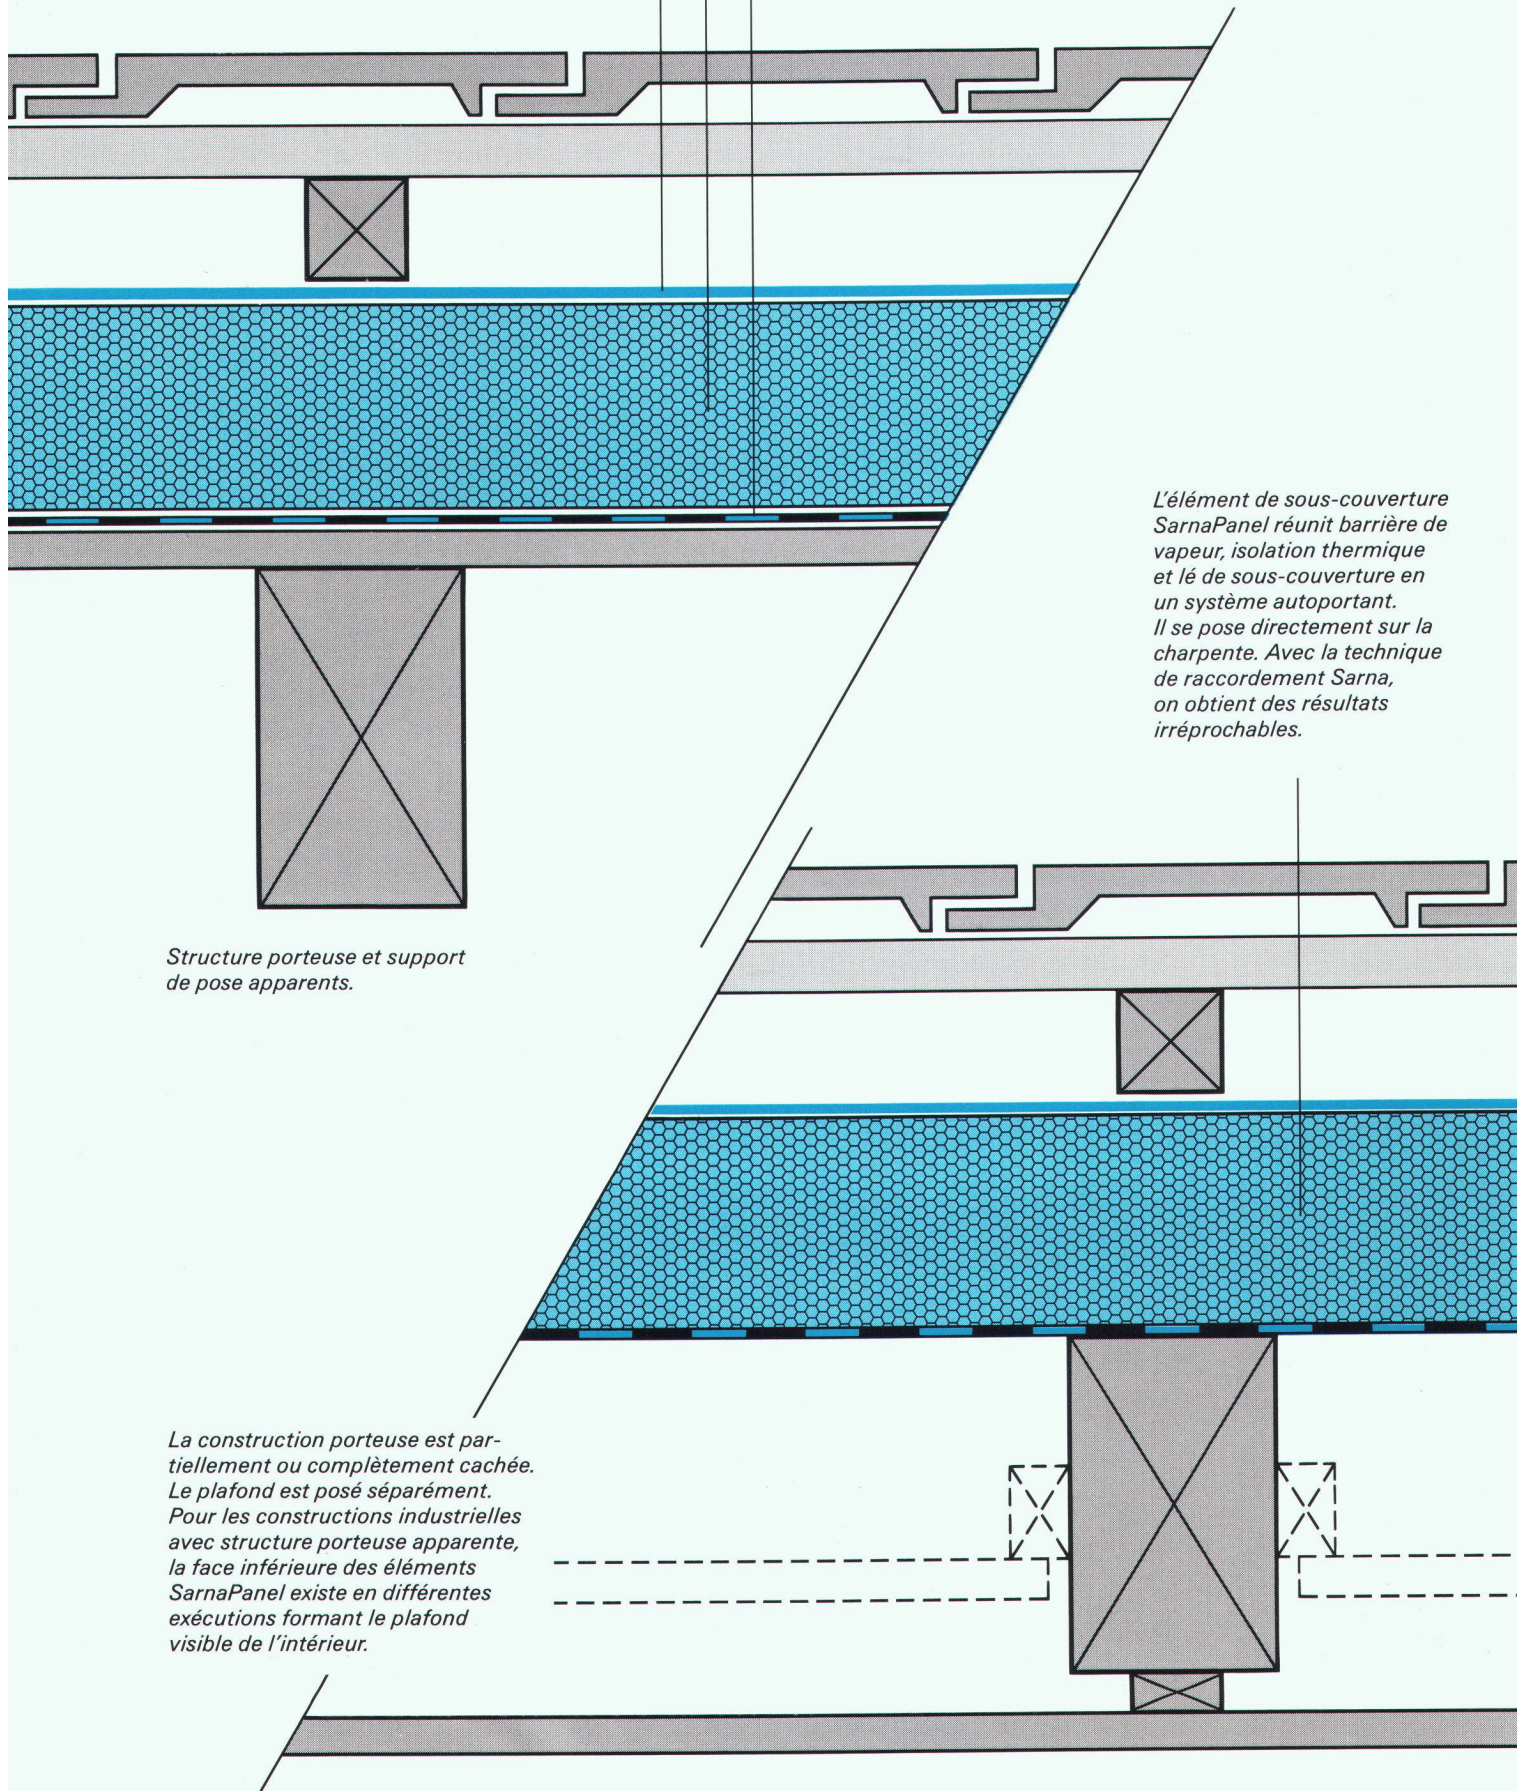 L'élément de sous-couverture
SarnaPanel réunit barrière de
vapeur, isolation thermique
et lé de sous-couverture en
un système autoportant.
Il se pose directement sur la
charpente. Avec la technique
de raccordement Sarna,
on obtient des résultats
irréprochables.
Structure porteuse et support
de pose apparents.
La construction porteuse est par-
tiellement ou complètement cachée.
Le plafond est posé séparément.
Pour les constructions industrielles
avec structure porteuse apparente,
la face inférieure des éléments
SarnaPanel existe en différentes
exécutions formant le plafond
visible de l'intérieur.